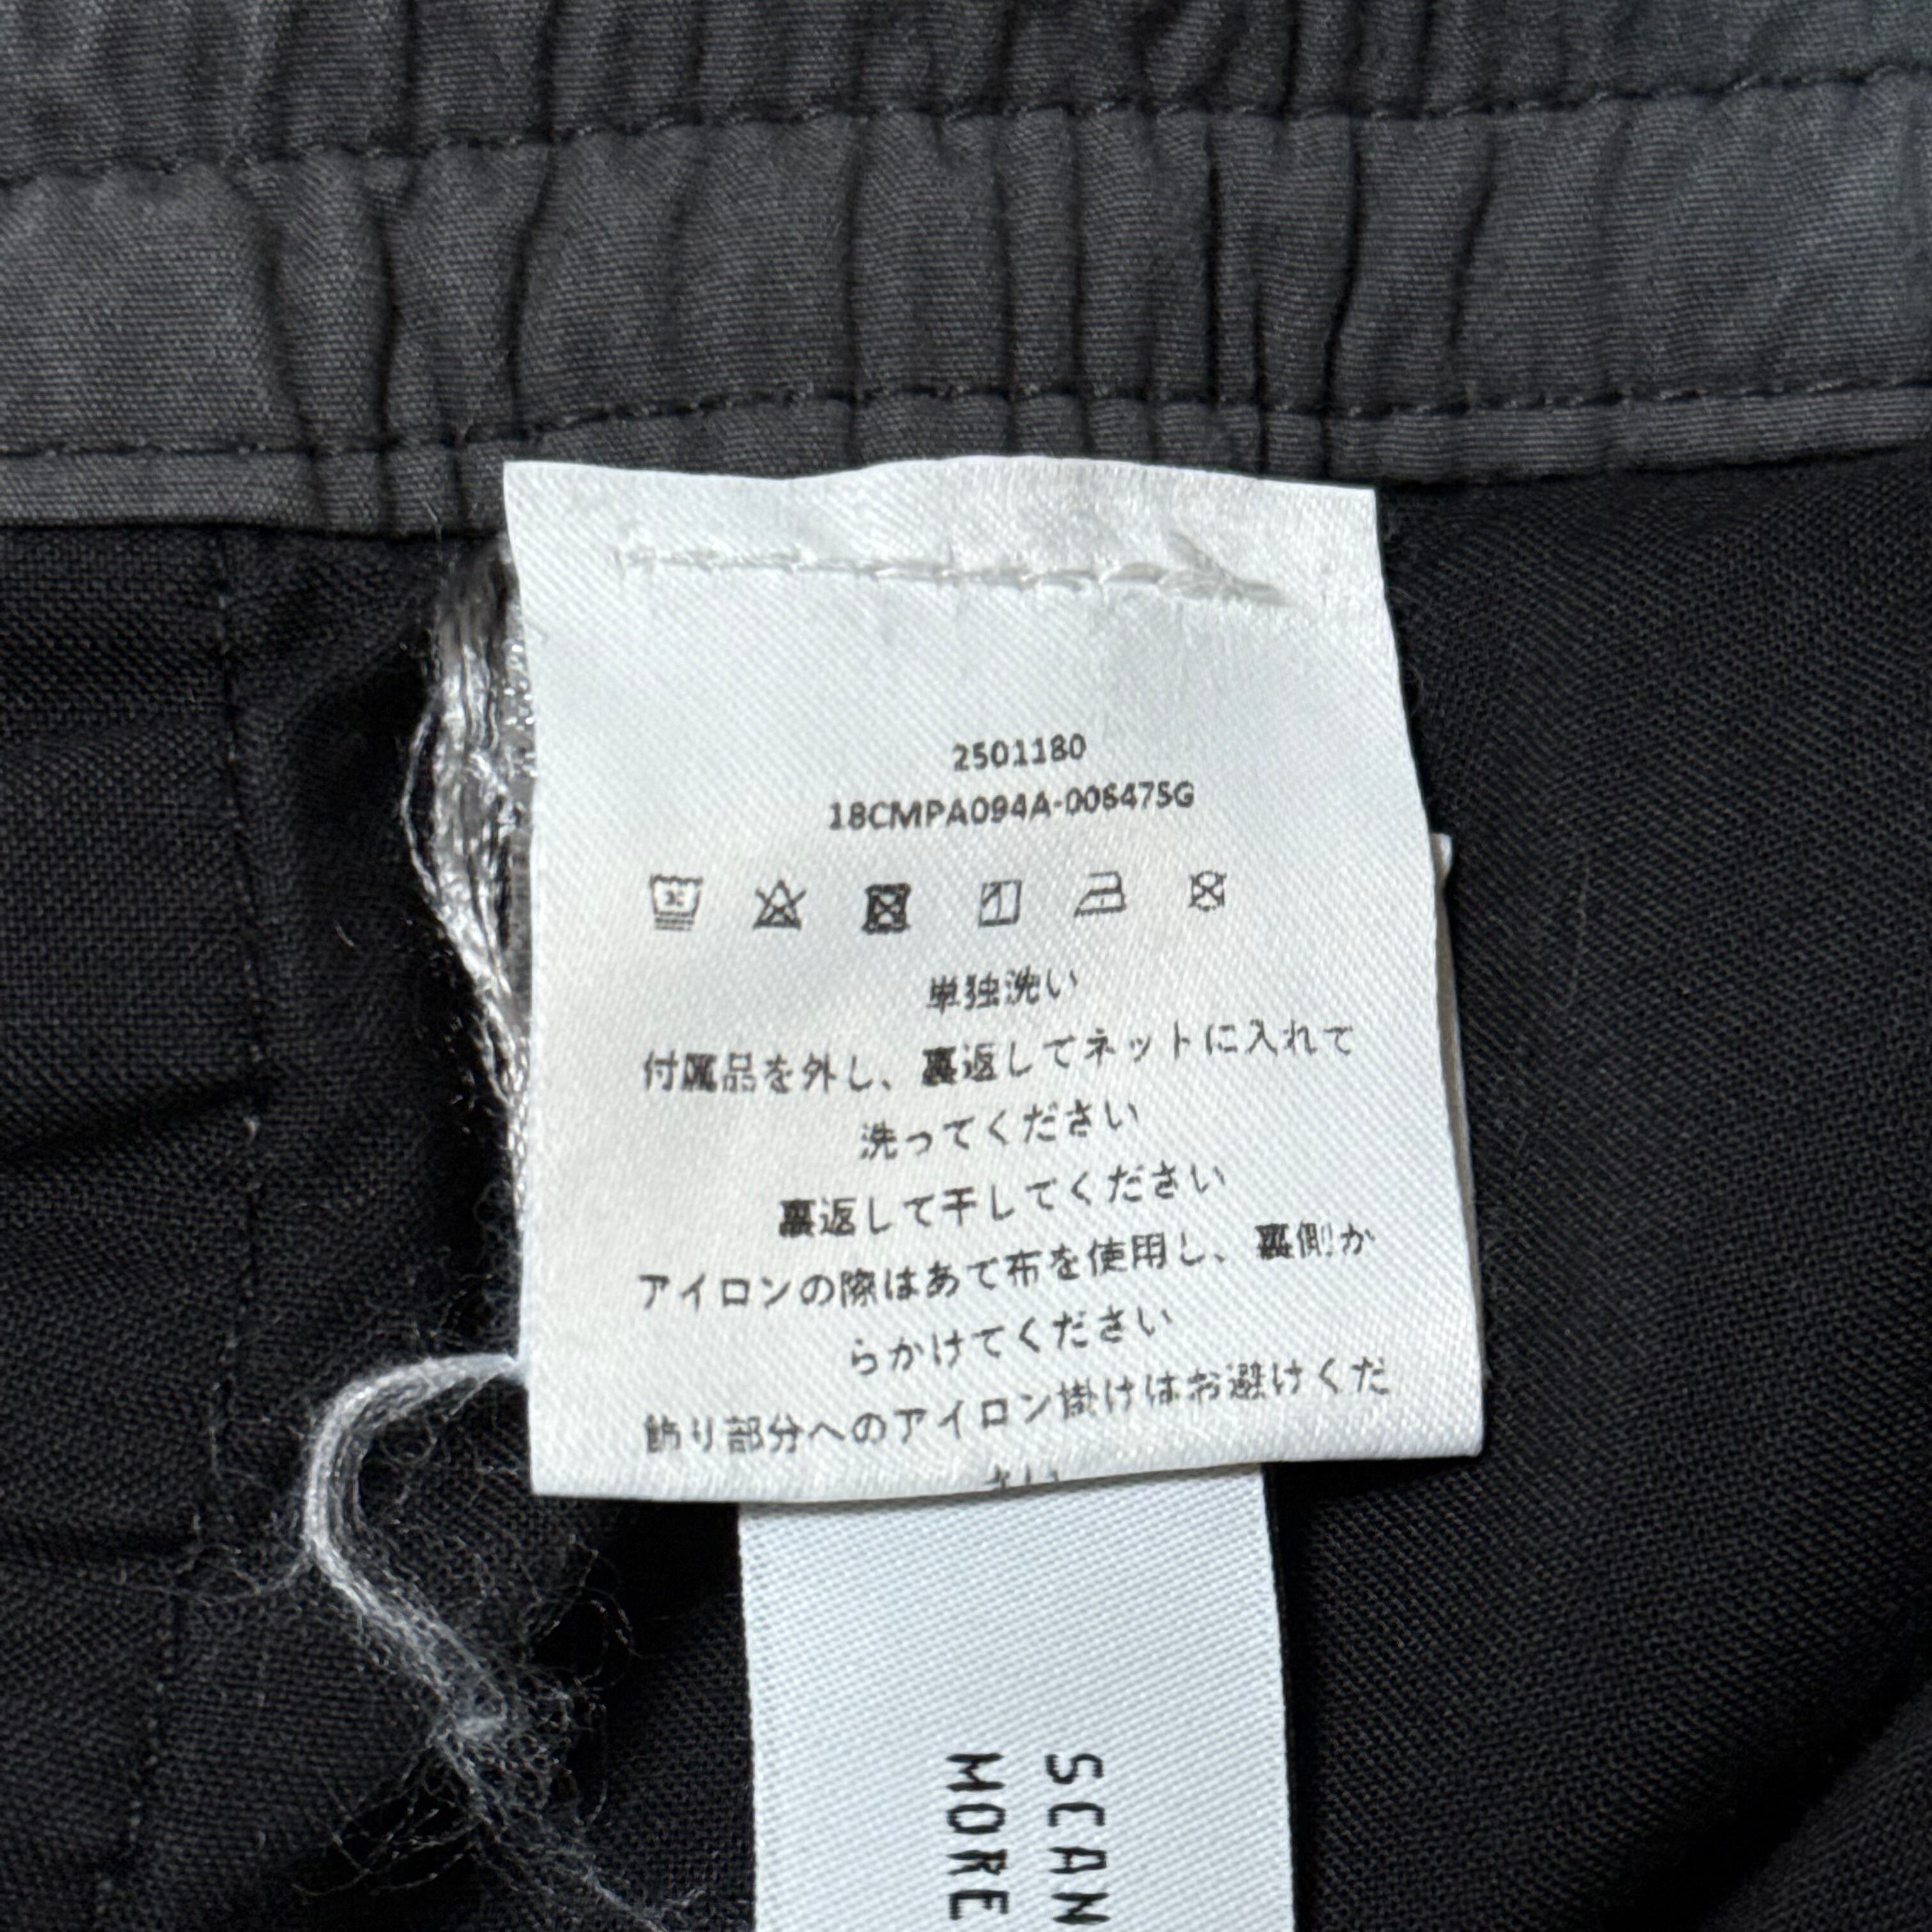 2501180
18CMPA094A-006475G
単独洗い
付属品を外し、裏返してネットに入れて
洗ってください
裏返して干してください
アイロンの際はあて布を使用し、裏側か
らかけてください
飾り部分へのアイロン掛けはお避けくだ
さい
SCAN
MORE